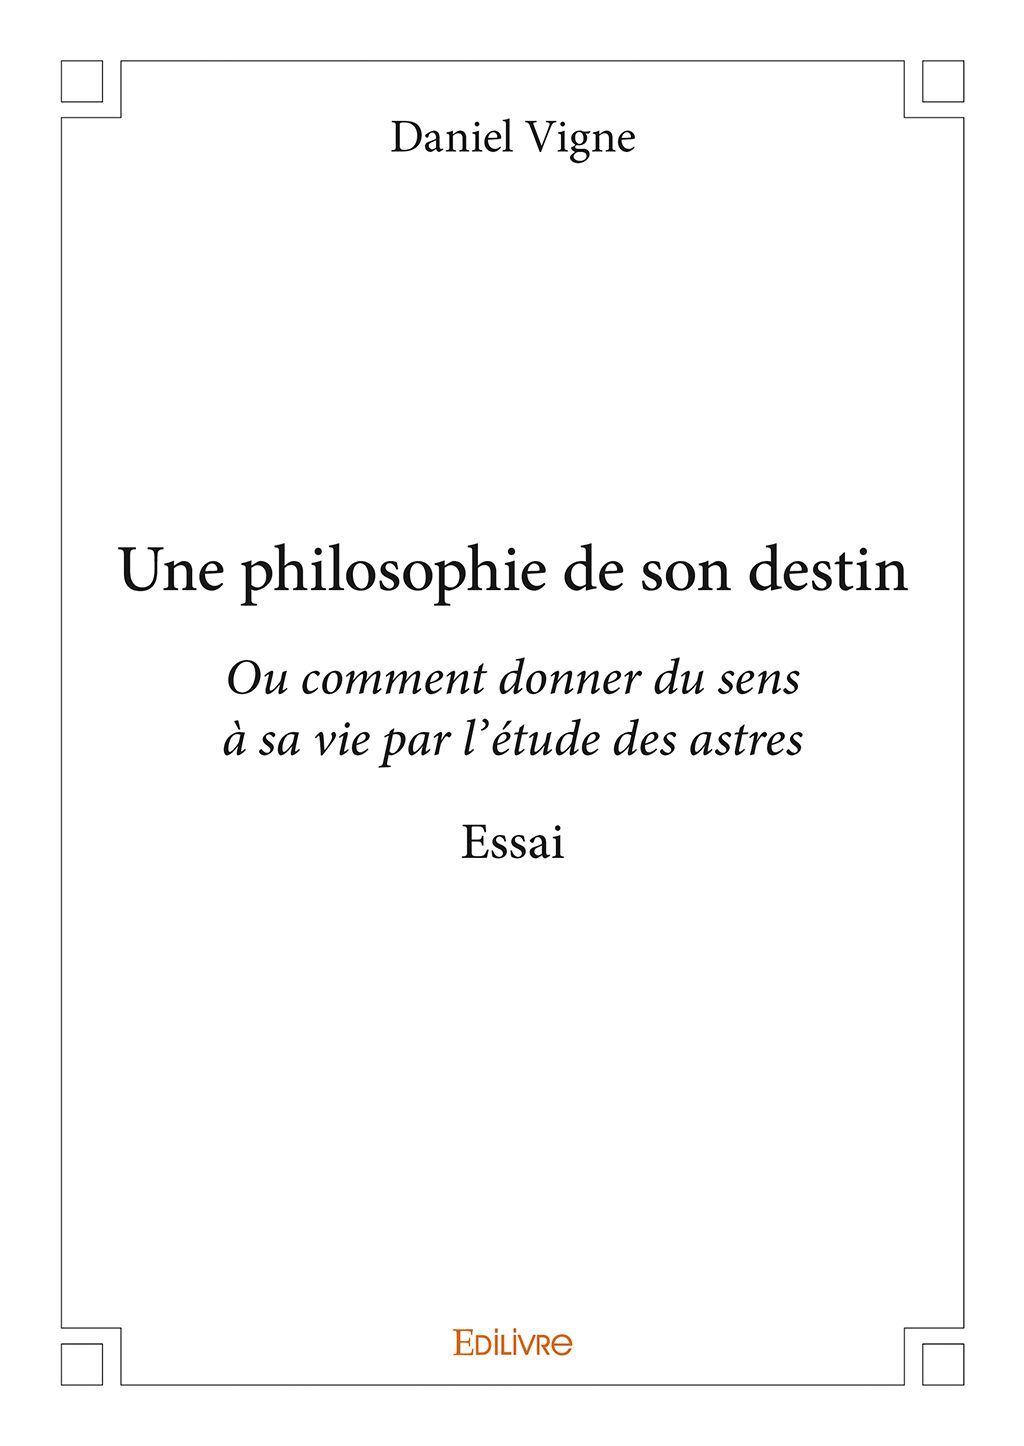 Daniel Vigne
Une philosophie de son destin
Ou comment donner du sens
à sa vie par l’étude des astres
Essai
EDILIVRE